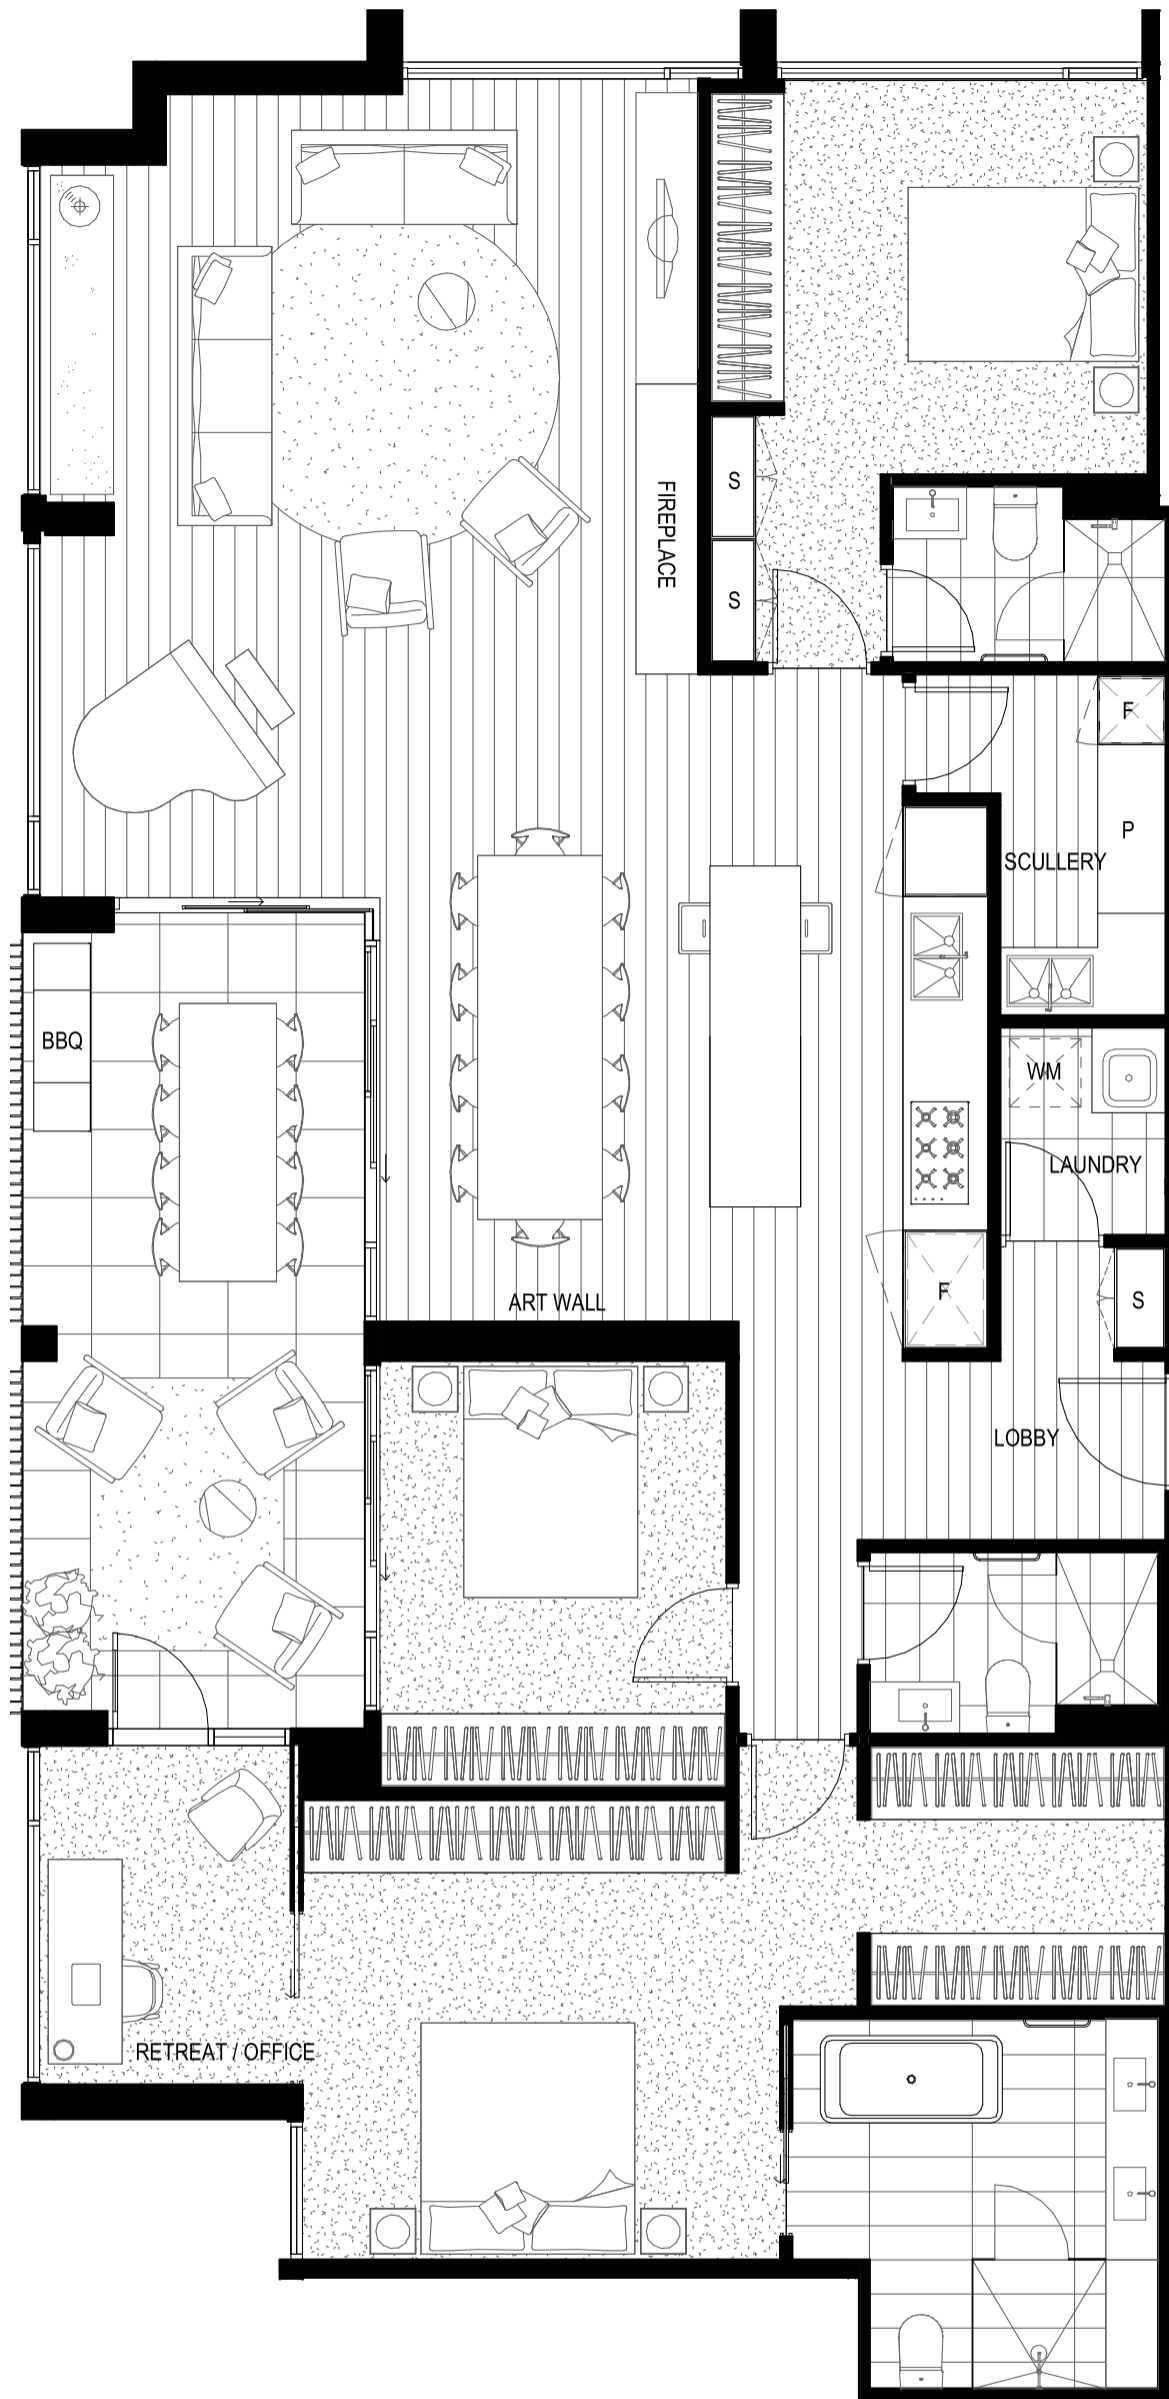 S
FIREPLACE
S
F
P
SCULLERY
BBQ
WM
LAUNDRY
F
S
ART WALL
LOBBY
RETREAT / OFFICE